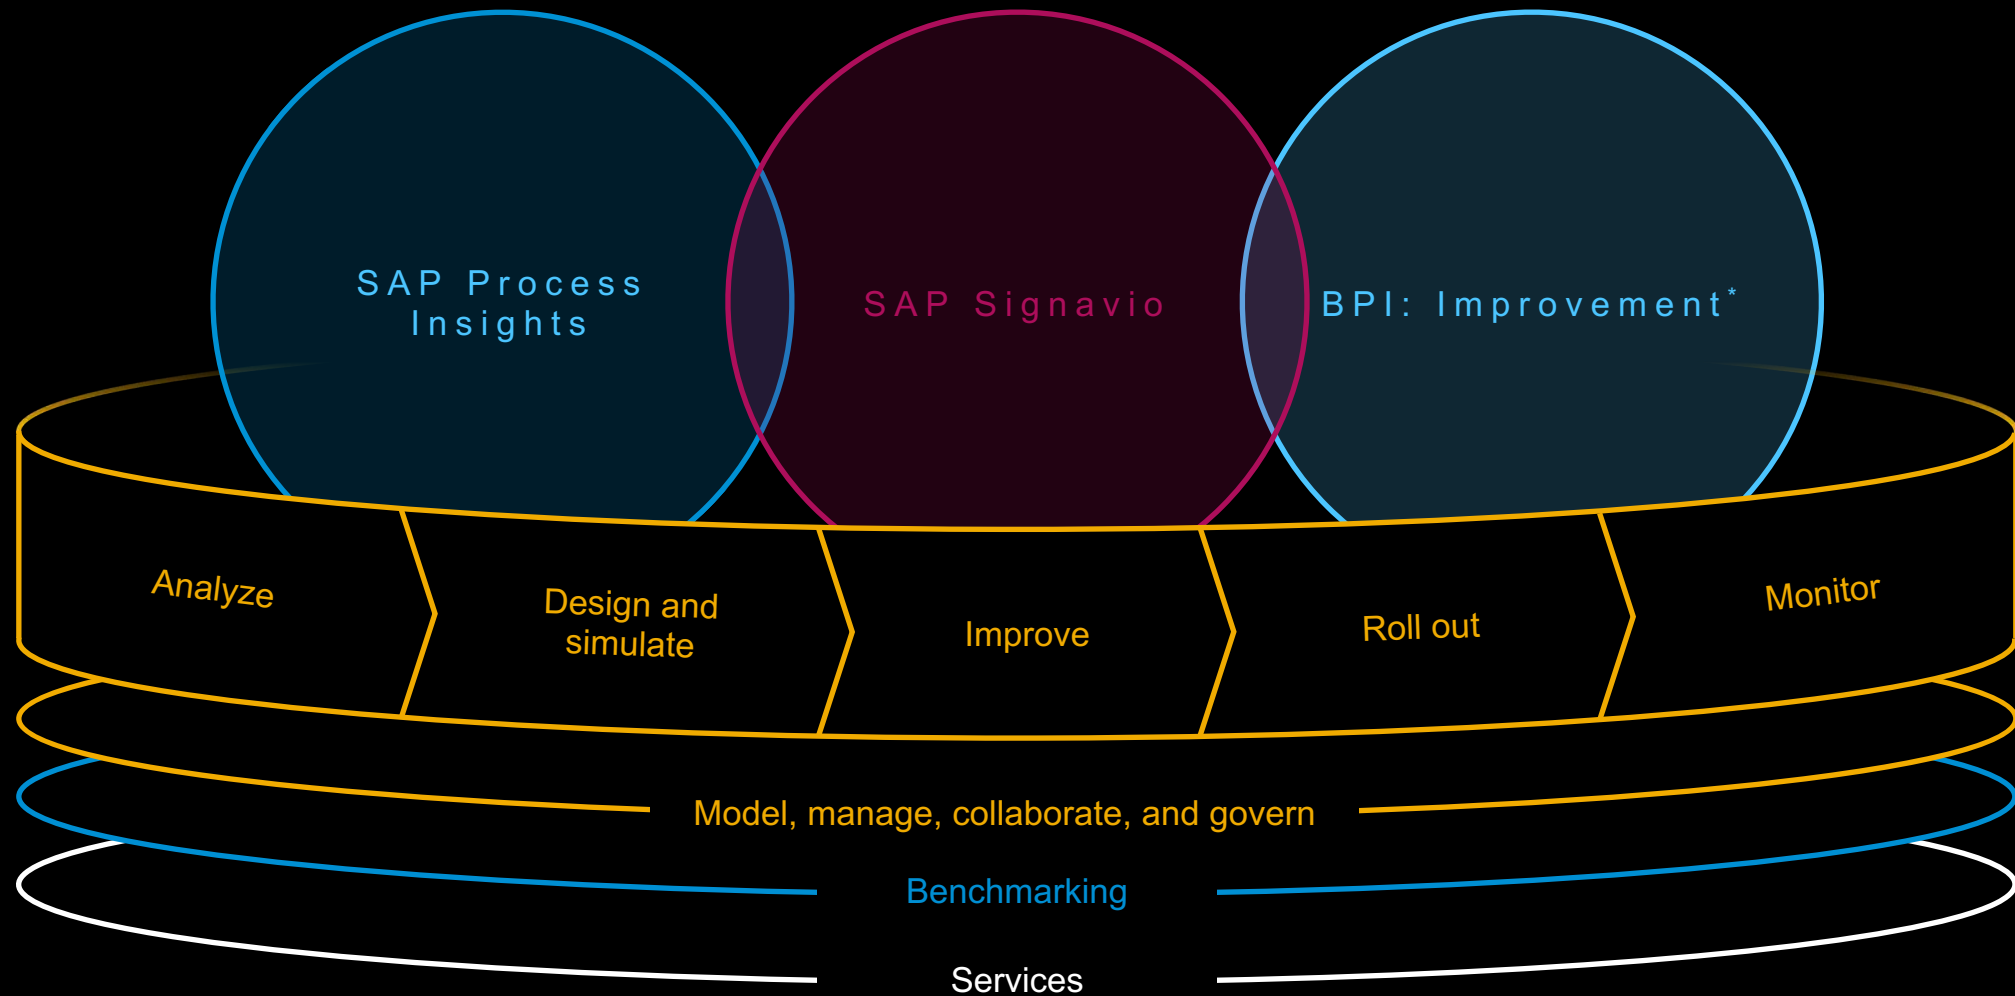 SAP Process
Insights
SAP Signavio
BPI: Improvement*
Analyze
Design and
simulate
Improve
Roll out
Monitor
Model, manage, collaborate, and govern
Benchmarking
Services